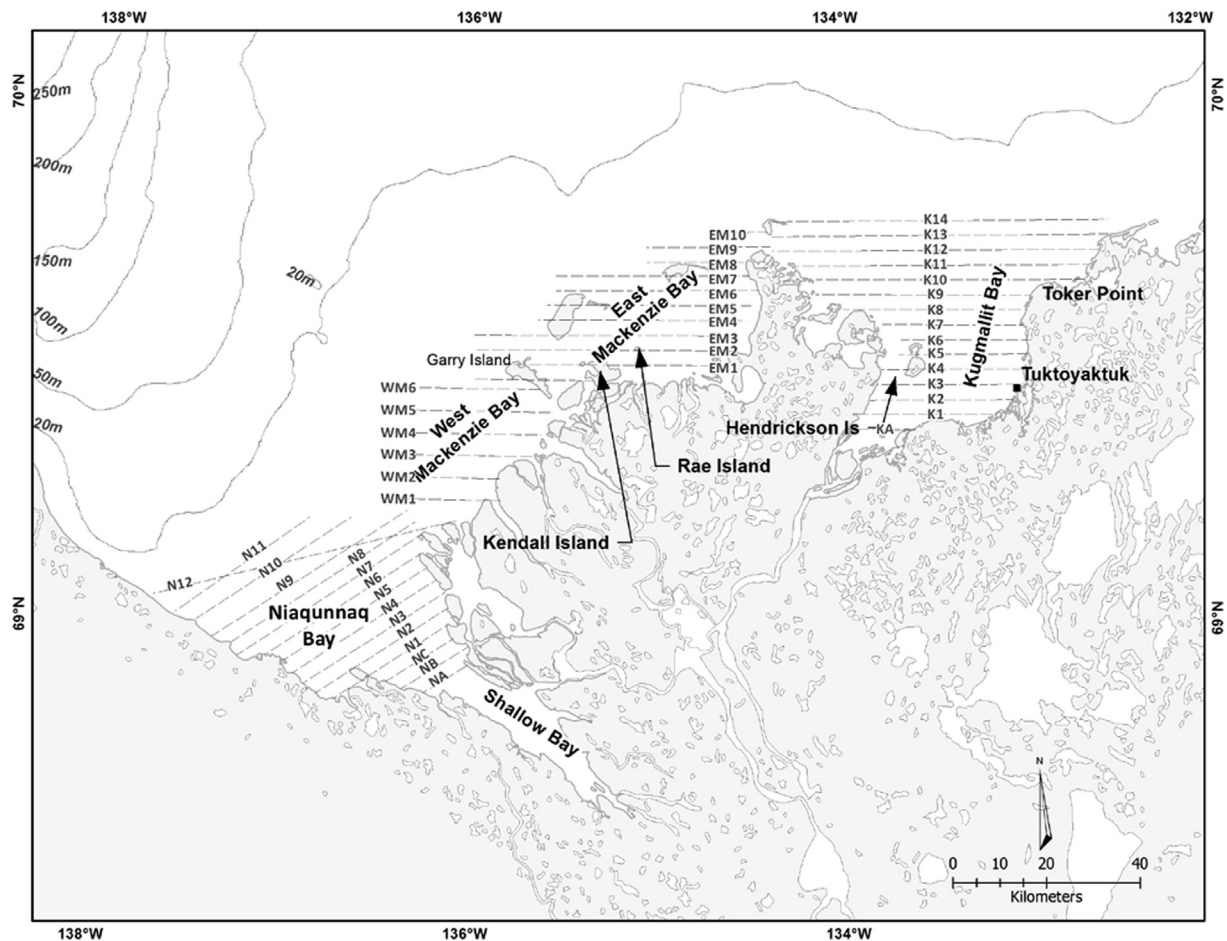 138°W 136°W 134°W 132°W
70°N
70°N
250m
200m
150m
100m
50m
20m
20m
K14
K13
K12
K11
K10
K9
K8
K7
K6
K5
K4
K3
K2
K1
KA
EM10
EM9
EM8
EM7
EM6
EM5
EM4
EM3
EM2
EM1
East
Mackenzie Bay
Kugmallit Bay
Toker Point
Tuktoyaktuk
Garry Island
WM6
WM5
WM4
WM3
WM2
WM1
West
Mackenzie Bay
Hendrickson Is
Rae Island
Kendall Island
N12
N11
N10
N9
N8
N7
N6
N5
N4
N3
N2
N1
NC
NB
NA
Niaqunnaq
Bay
Shallow Bay
69°N
69°N
N
0 10 20 40
Kilometers
138°W 136°W 134°W